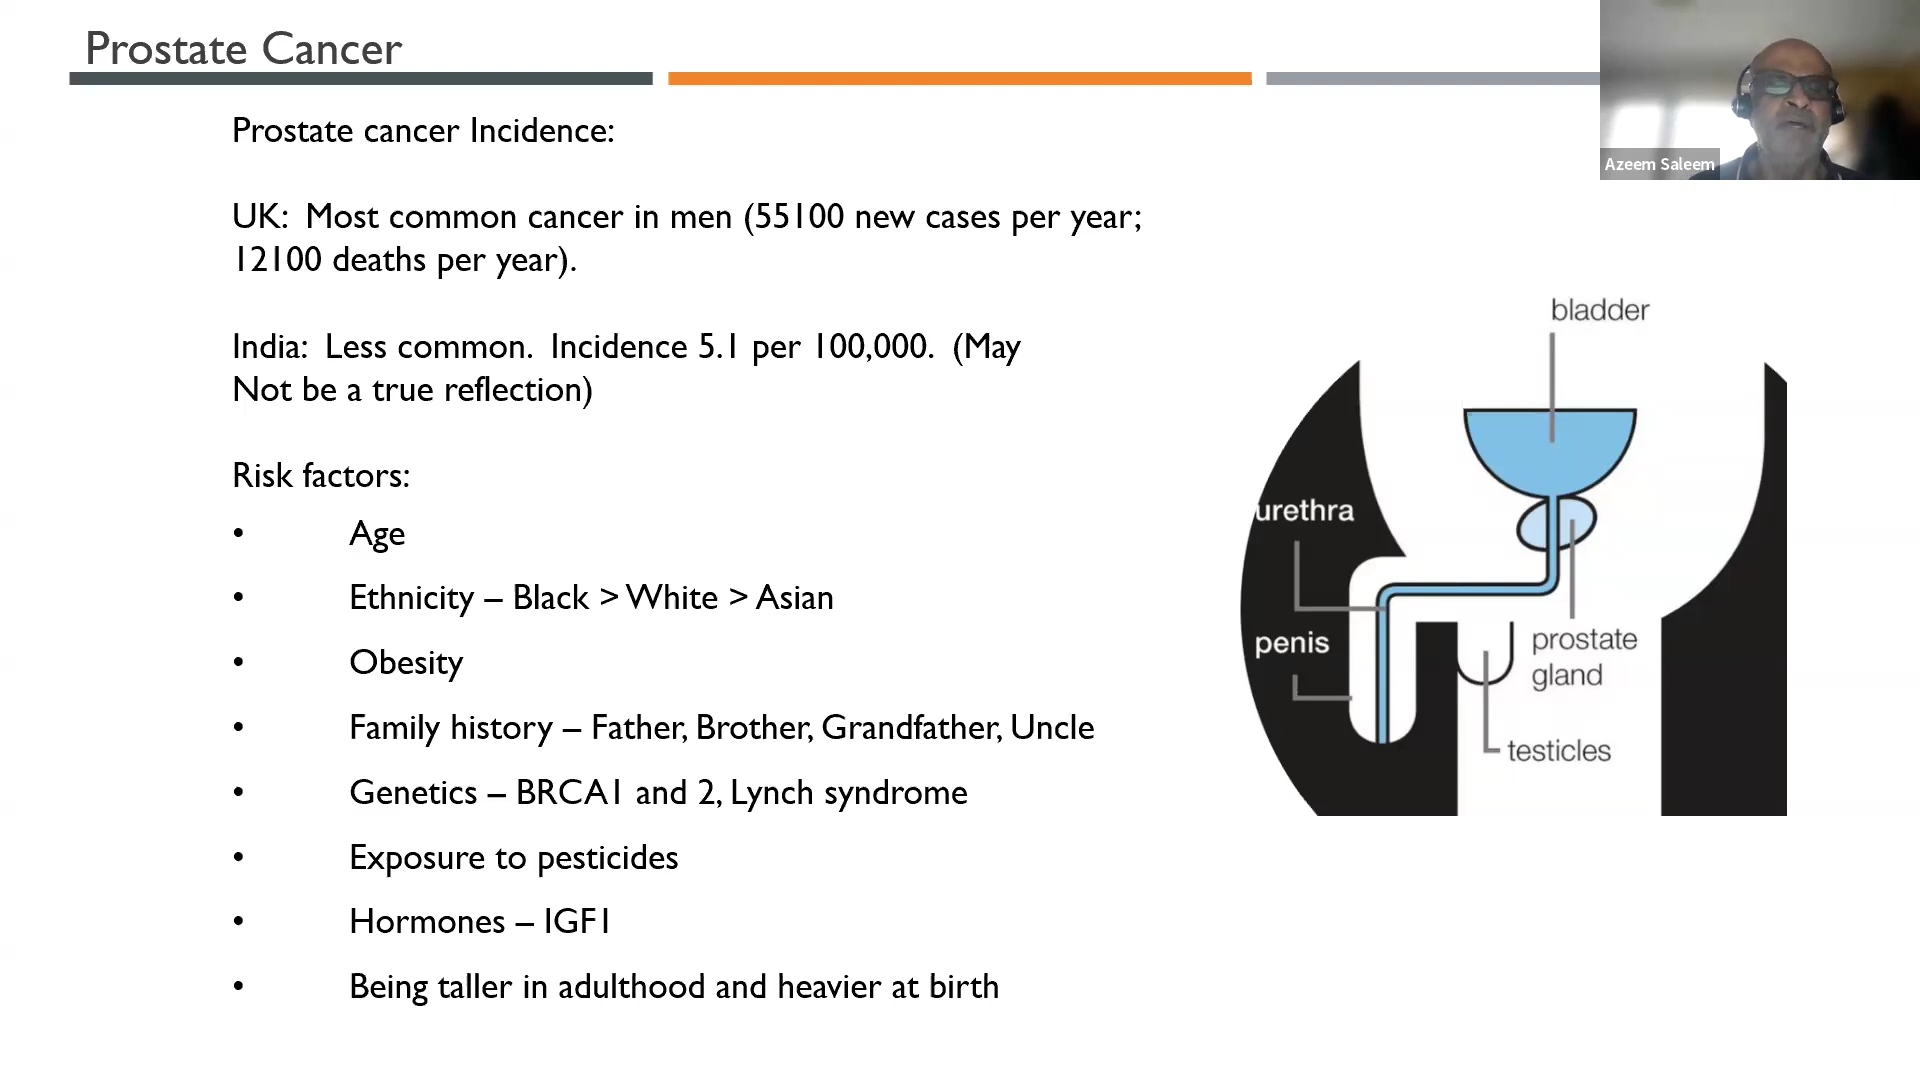 Prostate Cancer
Azeem Saleem
Prostate cancer Incidence:
UK:  Most common cancer in men (55100 new cases per year;
12100 deaths per year).
India:  Less common.  Incidence 5.1 per 100,000.  (May
Not be a true reflection)
Risk factors:
• Age
• Ethnicity – Black > White > Asian
• Obesity
• Family history – Father, Brother, Grandfather, Uncle
• Genetics – BRCA1 and 2, Lynch syndrome
• Exposure to pesticides
• Hormones – IGF1
• Being taller in adulthood and heavier at birth
bladder
urethra
penis
prostate
gland
testicles